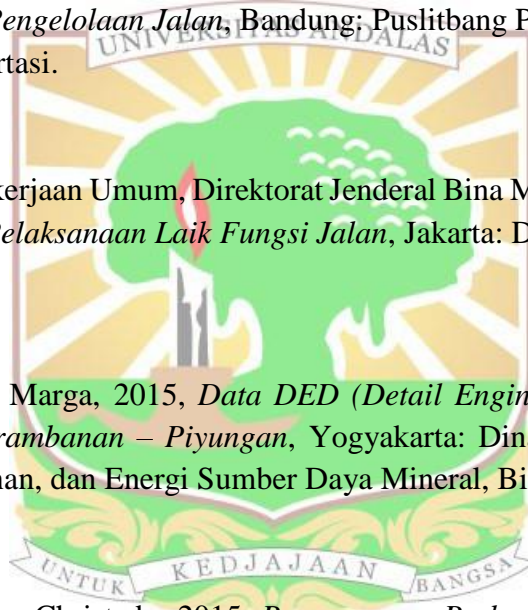 Pengelolaan Jalan, Bandung: Puslitbang P
UNIVERSITAS ANDALAS
rtasi.
kerjaan Umum, Direktorat Jenderal Bina M
Pelaksanaan Laik Fungsi Jalan, Jakarta: D
Marga, 2015, Data DED (Detail Engin
rambanan – Piyungan, Yogyakarta: Din
nan, dan Energi Sumber Daya Mineral, Bi
UNTUK KEDJAJAAN BANGSA
2015